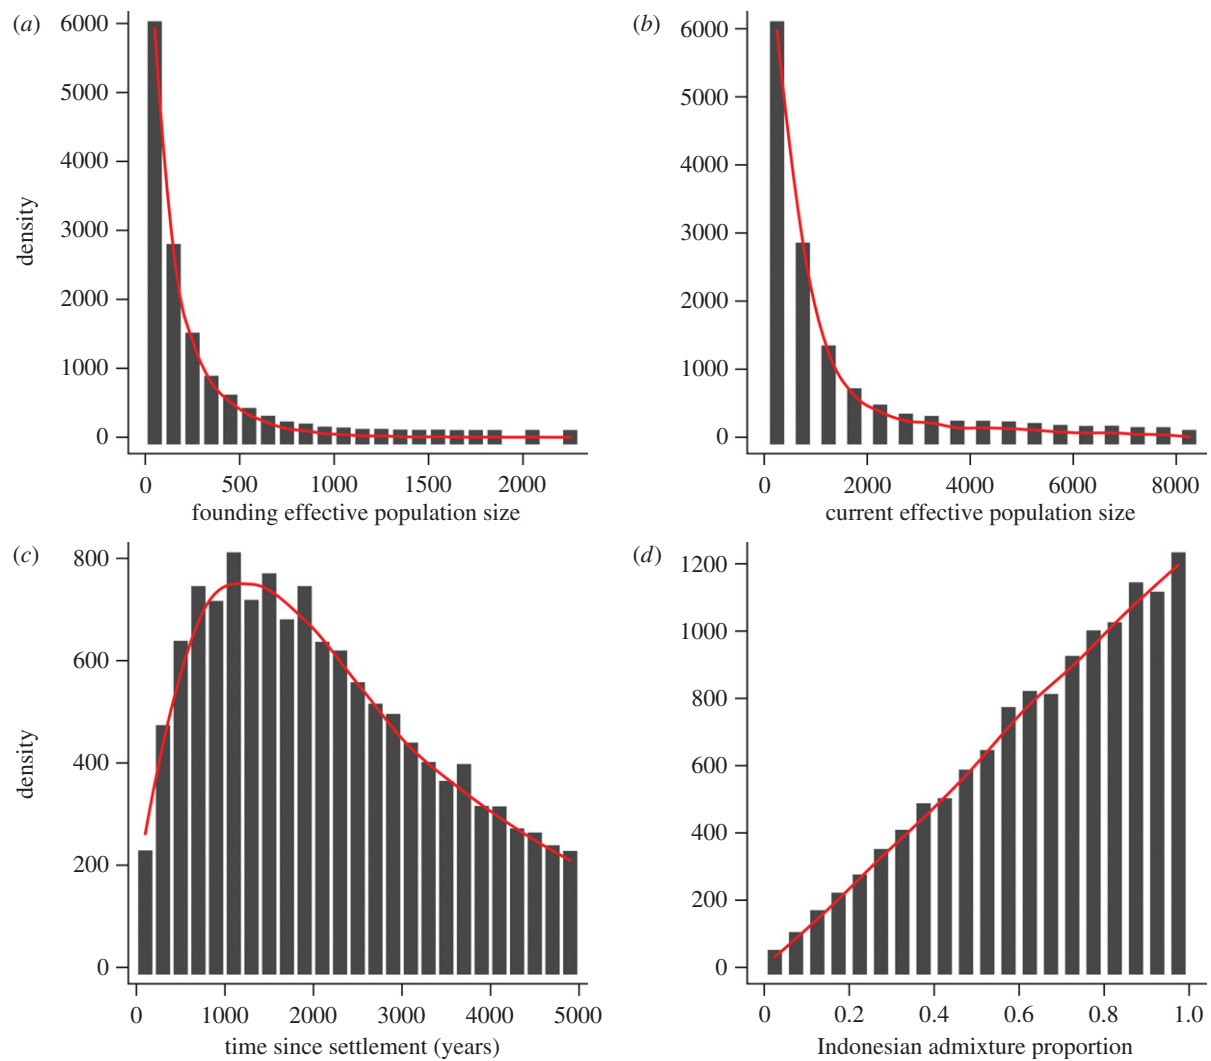 (a)
6000
5000
4000
3000
2000
1000
0
density
0 500 1000 1500 2000
founding effective population size
(b)
6000
5000
4000
3000
2000
1000
0
0 2000 4000 6000 8000
current effective population size
(c)
800
600
400
200
0
density
0 1000 2000 3000 4000 5000
time since settlement (years)
(d)
1200
1000
800
600
400
200
0
0 0.2 0.4 0.6 0.8 1.0
Indonesian admixture proportion